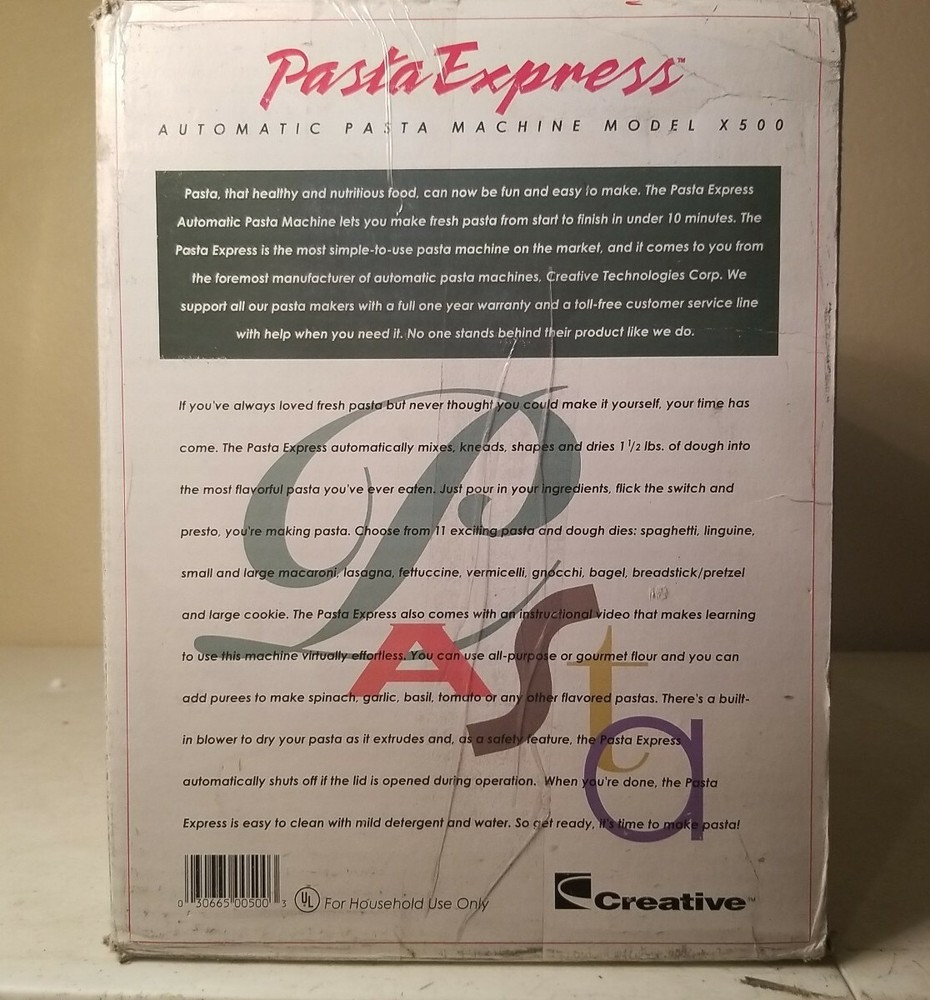 Pasta Express™
AUTOMATIC PASTA MACHINE MODEL X500
Pasta, that healthy and nutritious food, can now be fun and easy to make. The Pasta Express
Automatic Pasta Machine lets you make fresh pasta from start to finish in under 10 minutes. The
Pasta Express is the most simple-to-use pasta machine on the market, and it comes to you from
the foremost manufacturer of automatic pasta machines, Creative Technologies Corp. We
support all our pasta makers with a full one year warranty and a toll-free customer service line
with help when you need it. No one stands behind their product like we do.
If you've always loved fresh pasta but never thought you could make it yourself, your time has
come. The Pasta Express automatically mixes, kneads, shapes and dries 1 1/2 lbs. of dough into
the most flavorful pasta you've ever eaten. Just pour in your ingredients, flick the switch and
presto, you're making pasta. Choose from 11 exciting pasta and dough dies: spaghetti, linguine,
small and large macaroni, lasagna, fettuccine, vermicelli, gnocchi, bagel, breadstick/pretzel
and large cookie. The Pasta Express also comes with an instructional video that makes learning
to use this machine virtually effortless. You can use all-purpose or gourmet flour and you can
add purees to make spinach, garlic, basil, tomato or any other flavored pastas. There's a built-
in blower to dry your pasta as it extrudes and, as a safety feature, the Pasta Express
automatically shuts off if the lid is opened during operation. When you're done, the Pasta
Express is easy to clean with mild detergent and water. So get ready, it's time to make pasta!
PAsta
0 30665 00500 3
UL For Household Use Only
Creative™